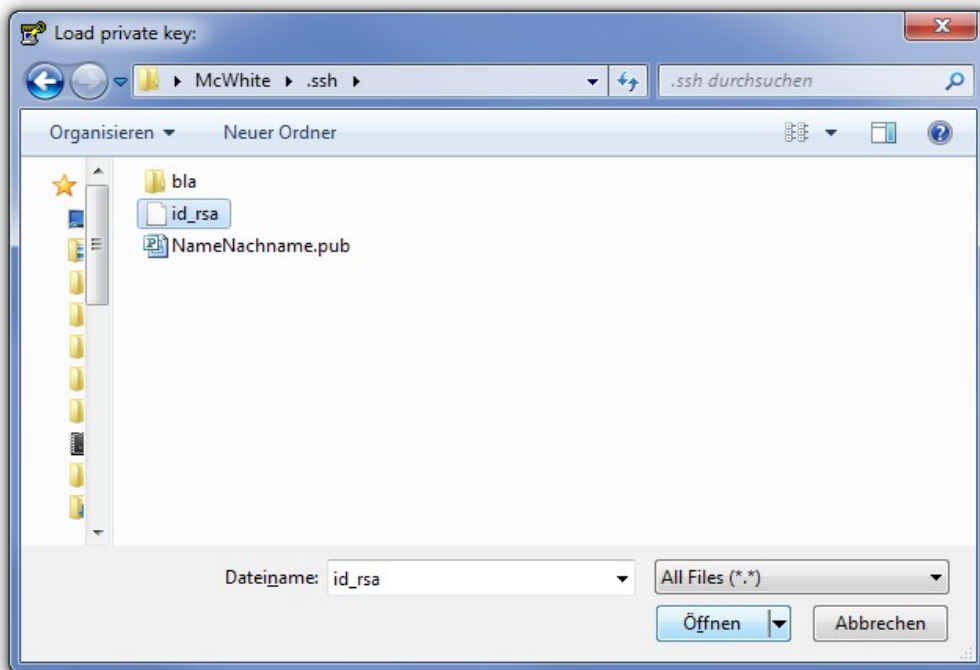 Load private key:
McWhite .ssh
.ssh durchsuchen
Organisieren Neuer Ordner
bla
id_rsa
NameNachname.pub
Dateiname: id_rsa
All Files (*.*)
Öffnen Abbrechen